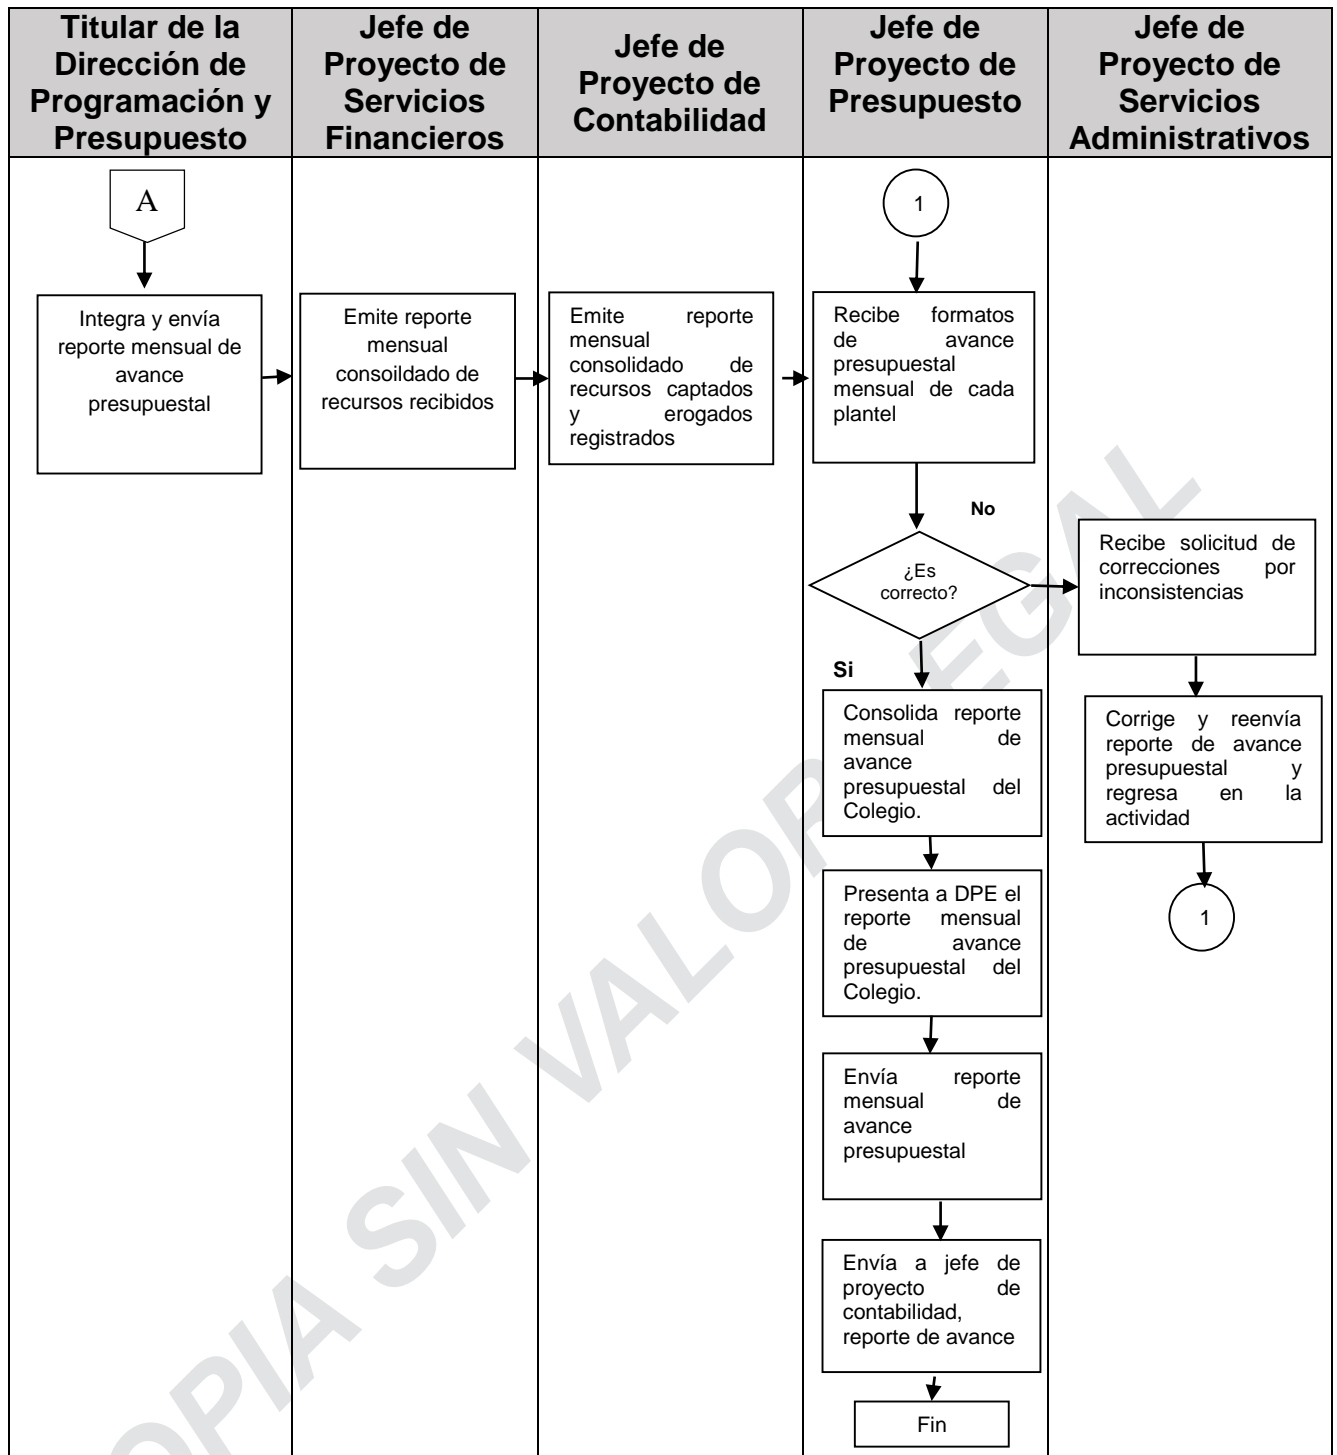 Titular de la
Dirección de
Programación y
Presupuesto
Jefe de
Proyecto de
Servicios
Financieros
Jefe de
Proyecto de
Contabilidad
Jefe de
Proyecto de
Presupuesto
Jefe de
Proyecto de
Servicios
Administrativos
A
1
Integra y envía
reporte mensual de
avance
presupuestal
Emite reporte
mensual
consoildado de
recursos recibidos
Emite reporte
mensual
consolidado de
recursos captados
y erogados
registrados
Recibe formatos
de avance
presupuestal
mensual de cada
plantel
No
¿Es
correcto?
Recibe solicitud de
correcciones por
inconsistencias
Si
Consolida reporte
mensual de
avance
presupuestal del
Colegio.
Corrige y reenvía
reporte de avance
presupuestal y
regresa en la
actividad
1
Presenta a DPE el
reporte mensual
de avance
presupuestal del
Colegio.
Envía reporte
mensual de
avance
presupuestal
Envía a jefe de
proyecto de
contabilidad,
reporte de avance
Fin
OPIA SIN VALOR EGAL